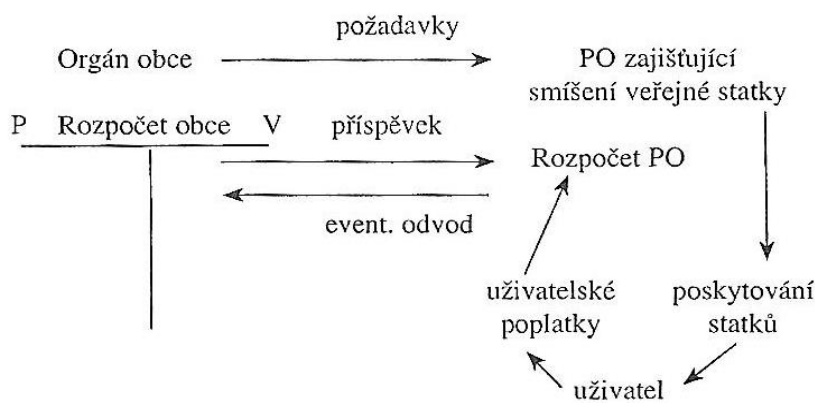 požadavky
Orgán obce
PO zajišťující
smíšení veřejné statky
P Rozpočet obce V
příspěvek
Rozpočet PO
event. odvod
uživatelské
poplatky
poskytování
statků
uživatel